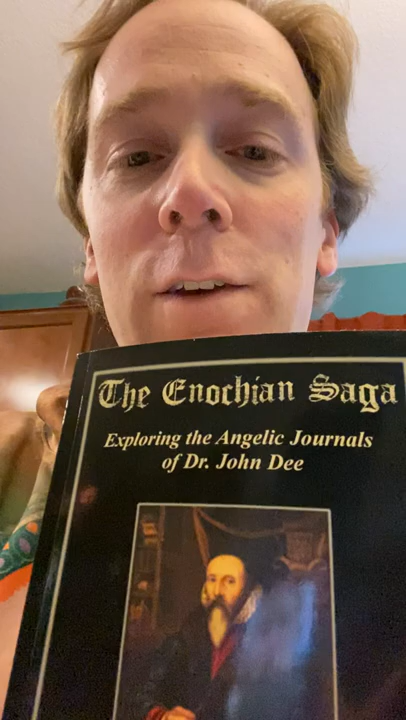 The Enochian Saga
Exploring the Angelic Journals
of Dr. John Dee